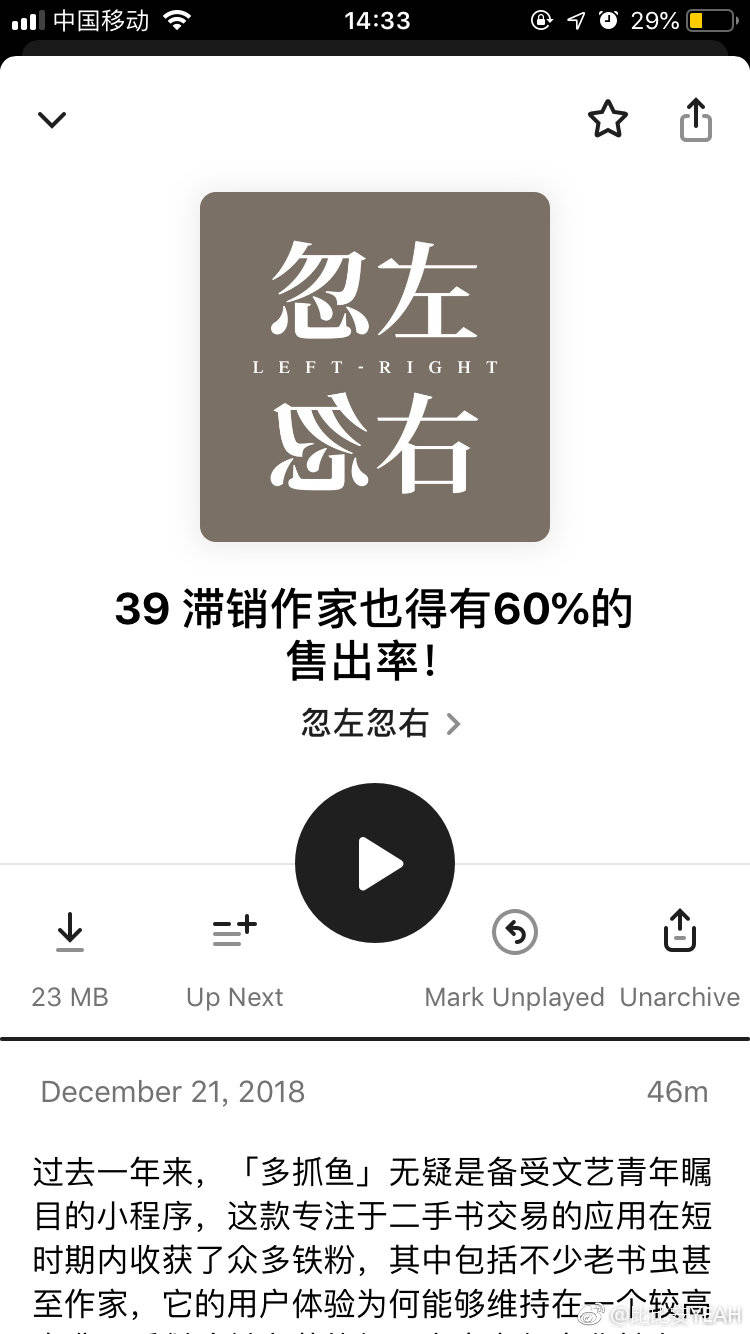 中国移动 14:33 29%
忽左
LEFT-RIGHT
忽右
39 滞销作家也得有60%的
售出率！
忽左忽右
23 MB Up Next Mark Unplayed Unarchive
December 21, 2018 46m
过去一年来，「多抓鱼」无疑是备受文艺青年瞩
目的小程序，这款专注于二手书交易的应用在短
时期内收获了众多铁粉，其中包括不少老书虫甚
至作家，它的用户体验为何能够维持在一个较高